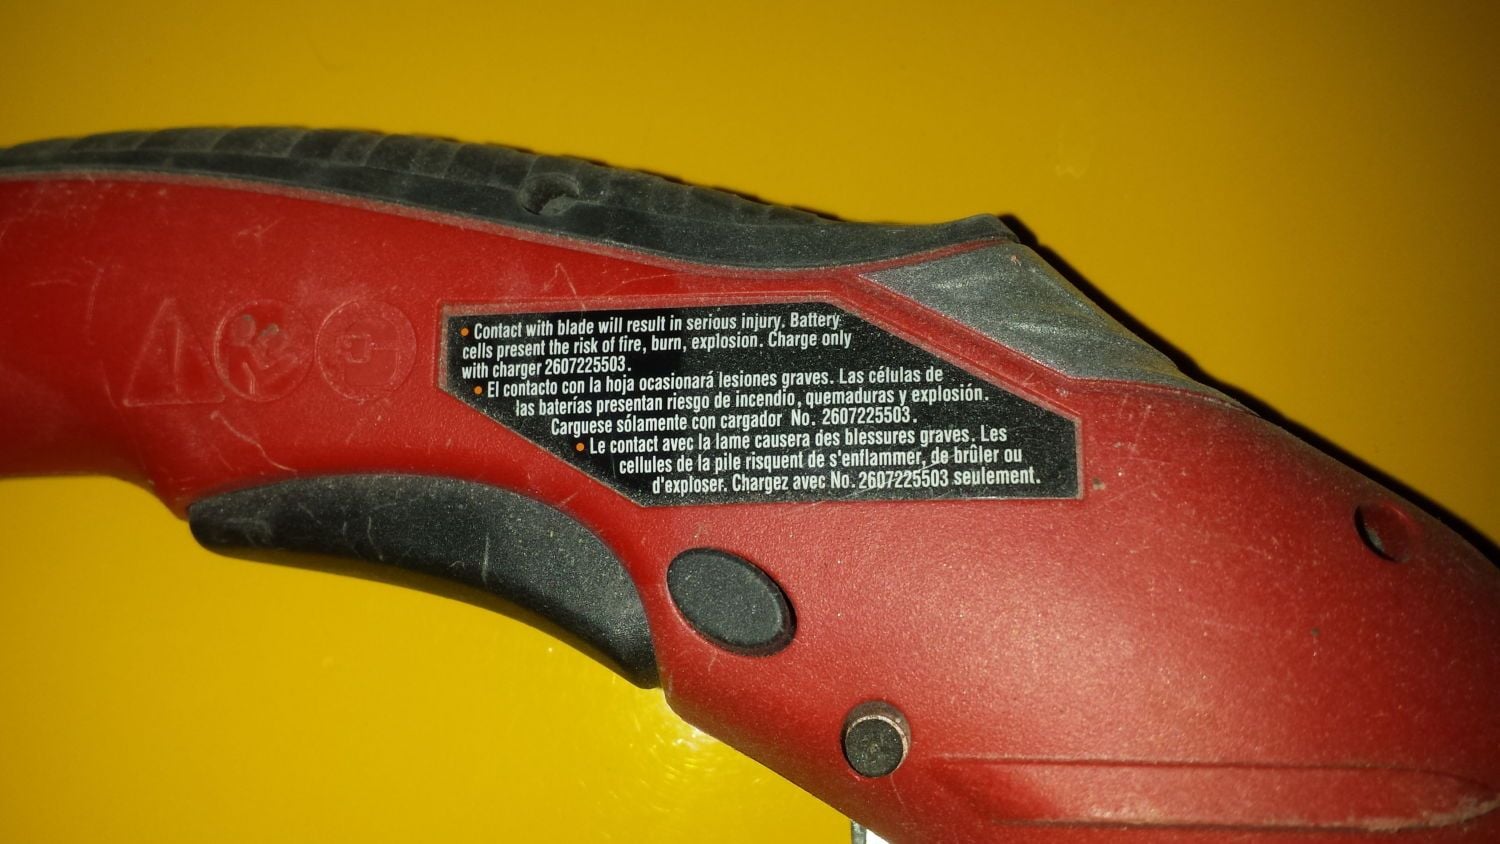 • Contact with blade will result in serious injury. Battery
cells present the risk of fire, burn, explosion. Charge only
with charger 2607225503.
• El contacto con la hoja ocasionará lesiones graves. Las células de
las baterías presentan riesgo de incendio, quemaduras y explosión.
Carguese sólamente con cargador No. 2607225503.
• Le contact avec la lame causera des blessures graves. Les
cellules de la pile risquent de s'enflammer, de brûler ou
d'exploser. Chargez avec No. 2607225503 seulement.